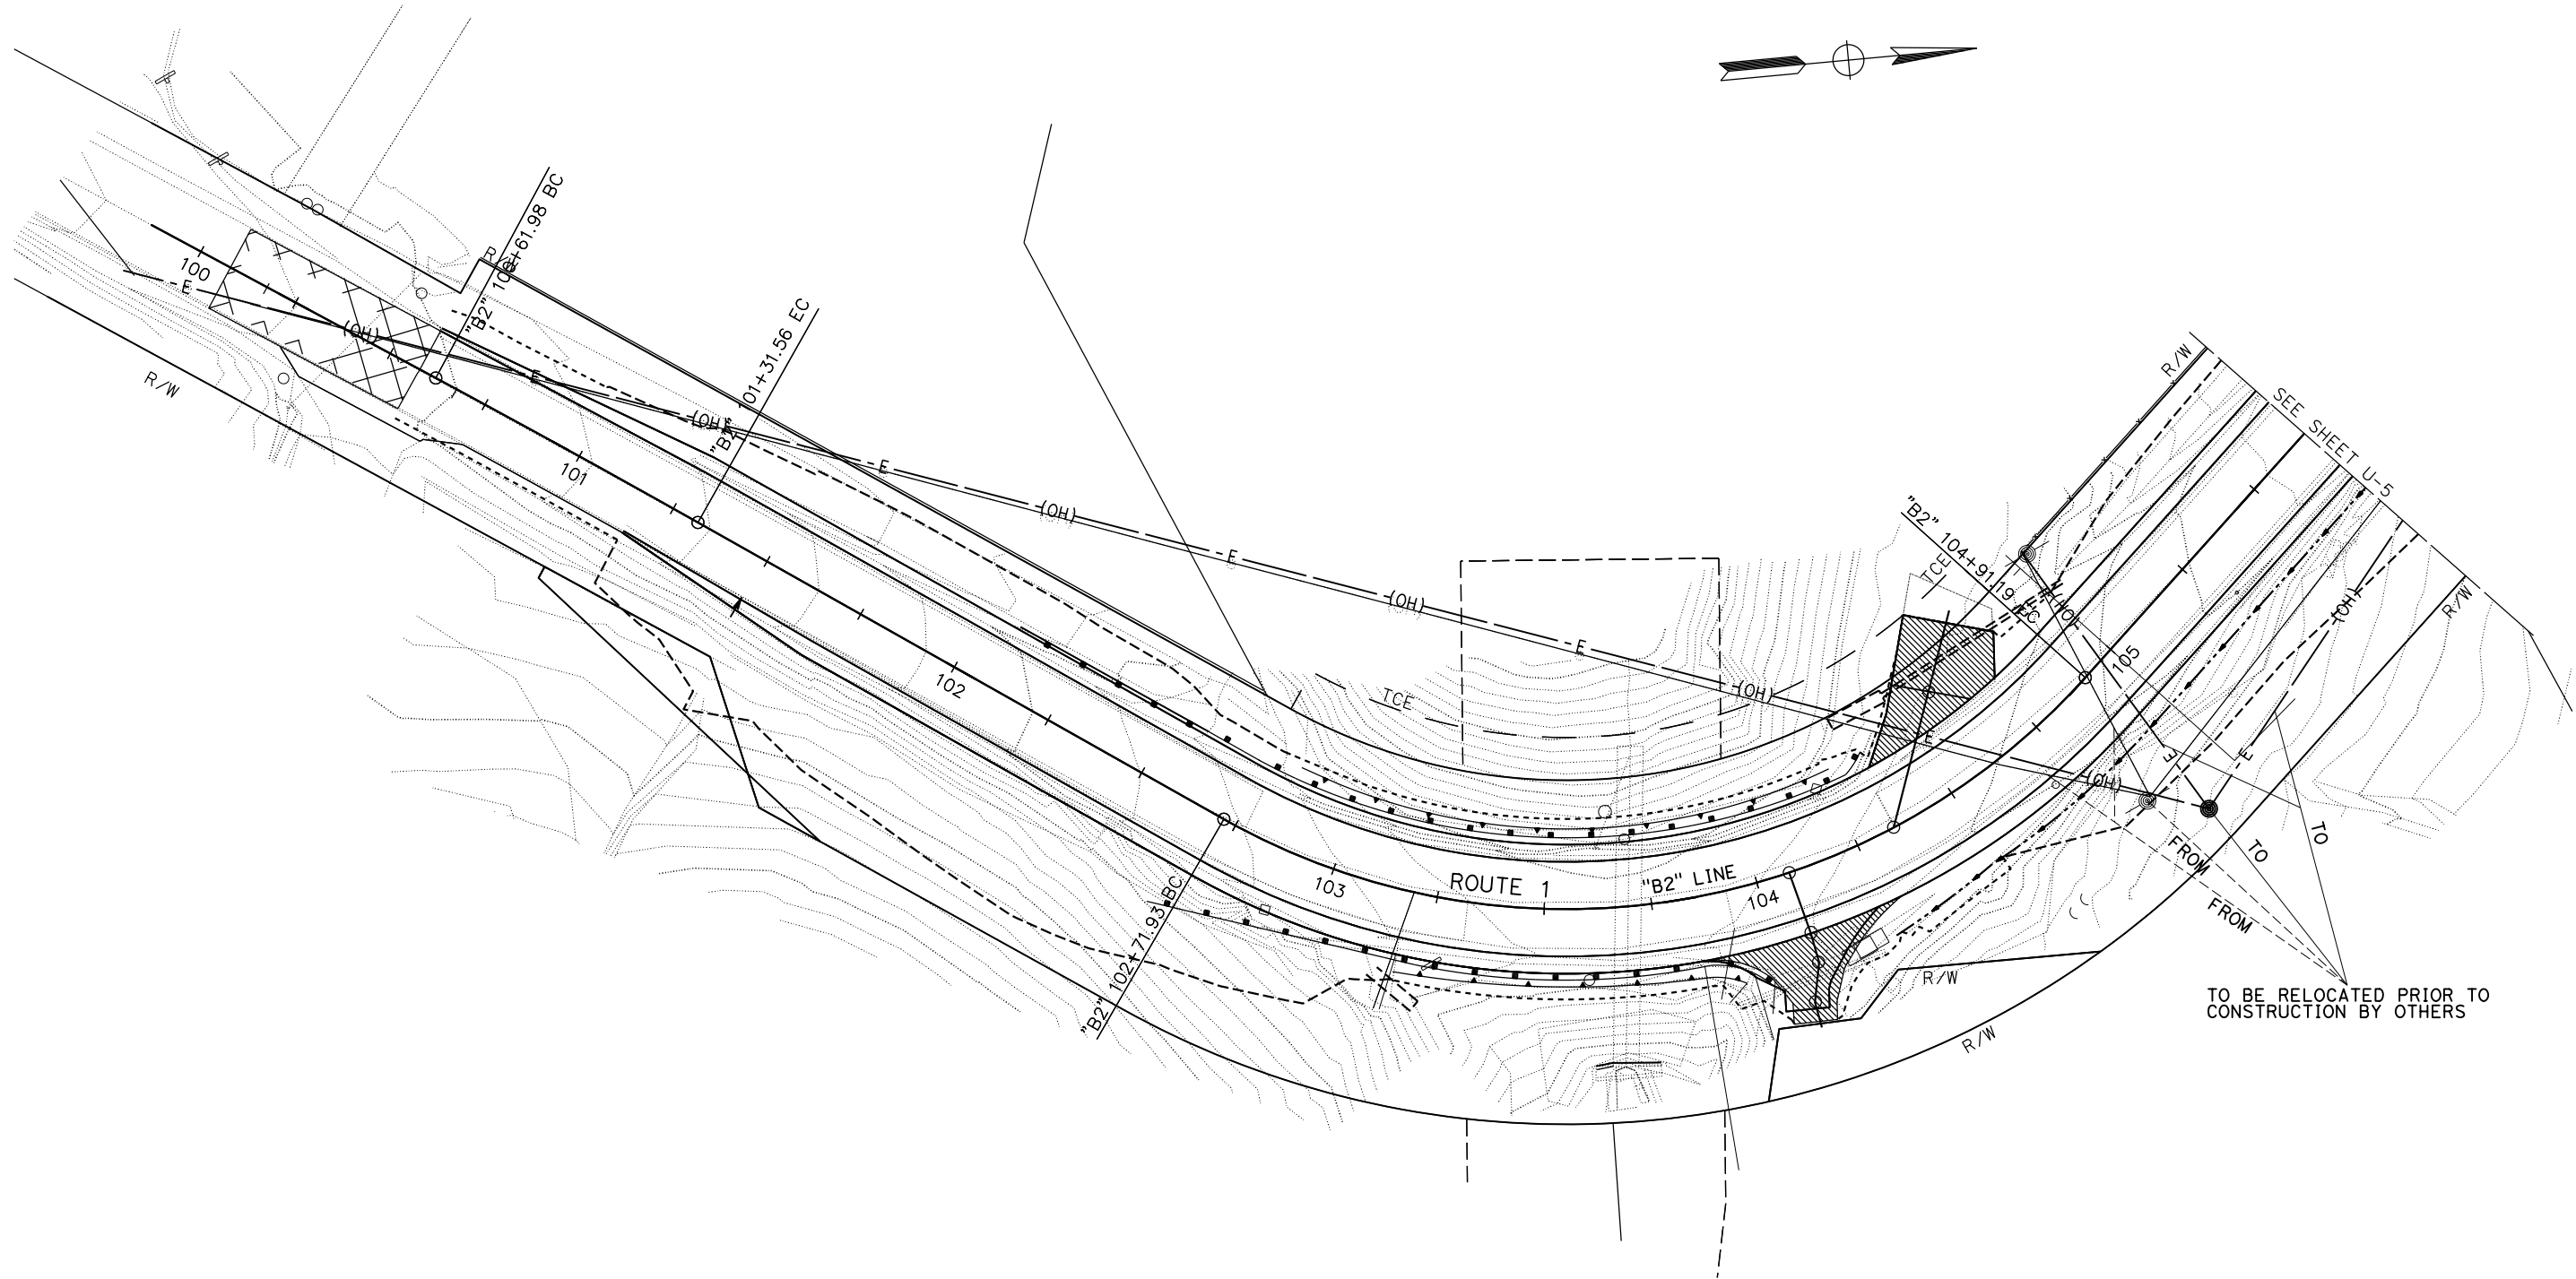 "B2" 100+61.98 BC
R/W
100
E
(OH)
R/W
E
"B2" 101+31.56 EC
(OH)
E
101
(OH)
E
(OH)
E
(OH)
E
(OH)
102
TCE
"B2" 102+71.93 BC
103
ROUTE 1
"B2" LINE
104
"B2" 104+91.19 EC
TCE
105
R/W
SEE SHEET U-5
(OH)
(OH)
R/W
E
E
TO
TO
FROM
FROM
R/W
R/W
TO BE RELOCATED PRIOR TO
CONSTRUCTION BY OTHERS